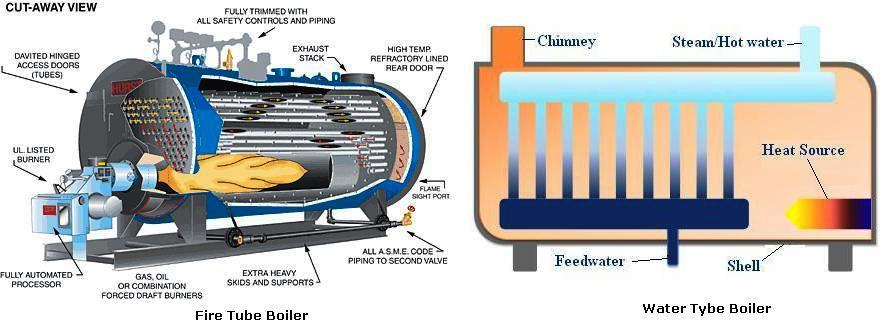 CUT-AWAY VIEW
FULLY TRIMMED WITH
ALL SAFETY CONTROLS AND PIPING
DAVITED HINGED
ACCESS DOORS
(TUBES)
EXHAUST
STACK
HIGH TEMP.
REFRACTORY LINED
REAR DOOR
HURST
UL. LISTED
BURNER
FLAME
SIGHT PORT
FULLY AUTOMATED
PROCESSOR
GAS, OIL
OR COMBINATION
FORCED DRAFT BURNERS
EXTRA HEAVY
SKIDS AND SUPPORTS
ALL A.S.M.E. CODE
PIPING TO SECOND VALVE
Fire Tube Boiler
Chimney
Steam/Hot water
Heat Source
Feedwater
Shell
Water Tybe Boiler